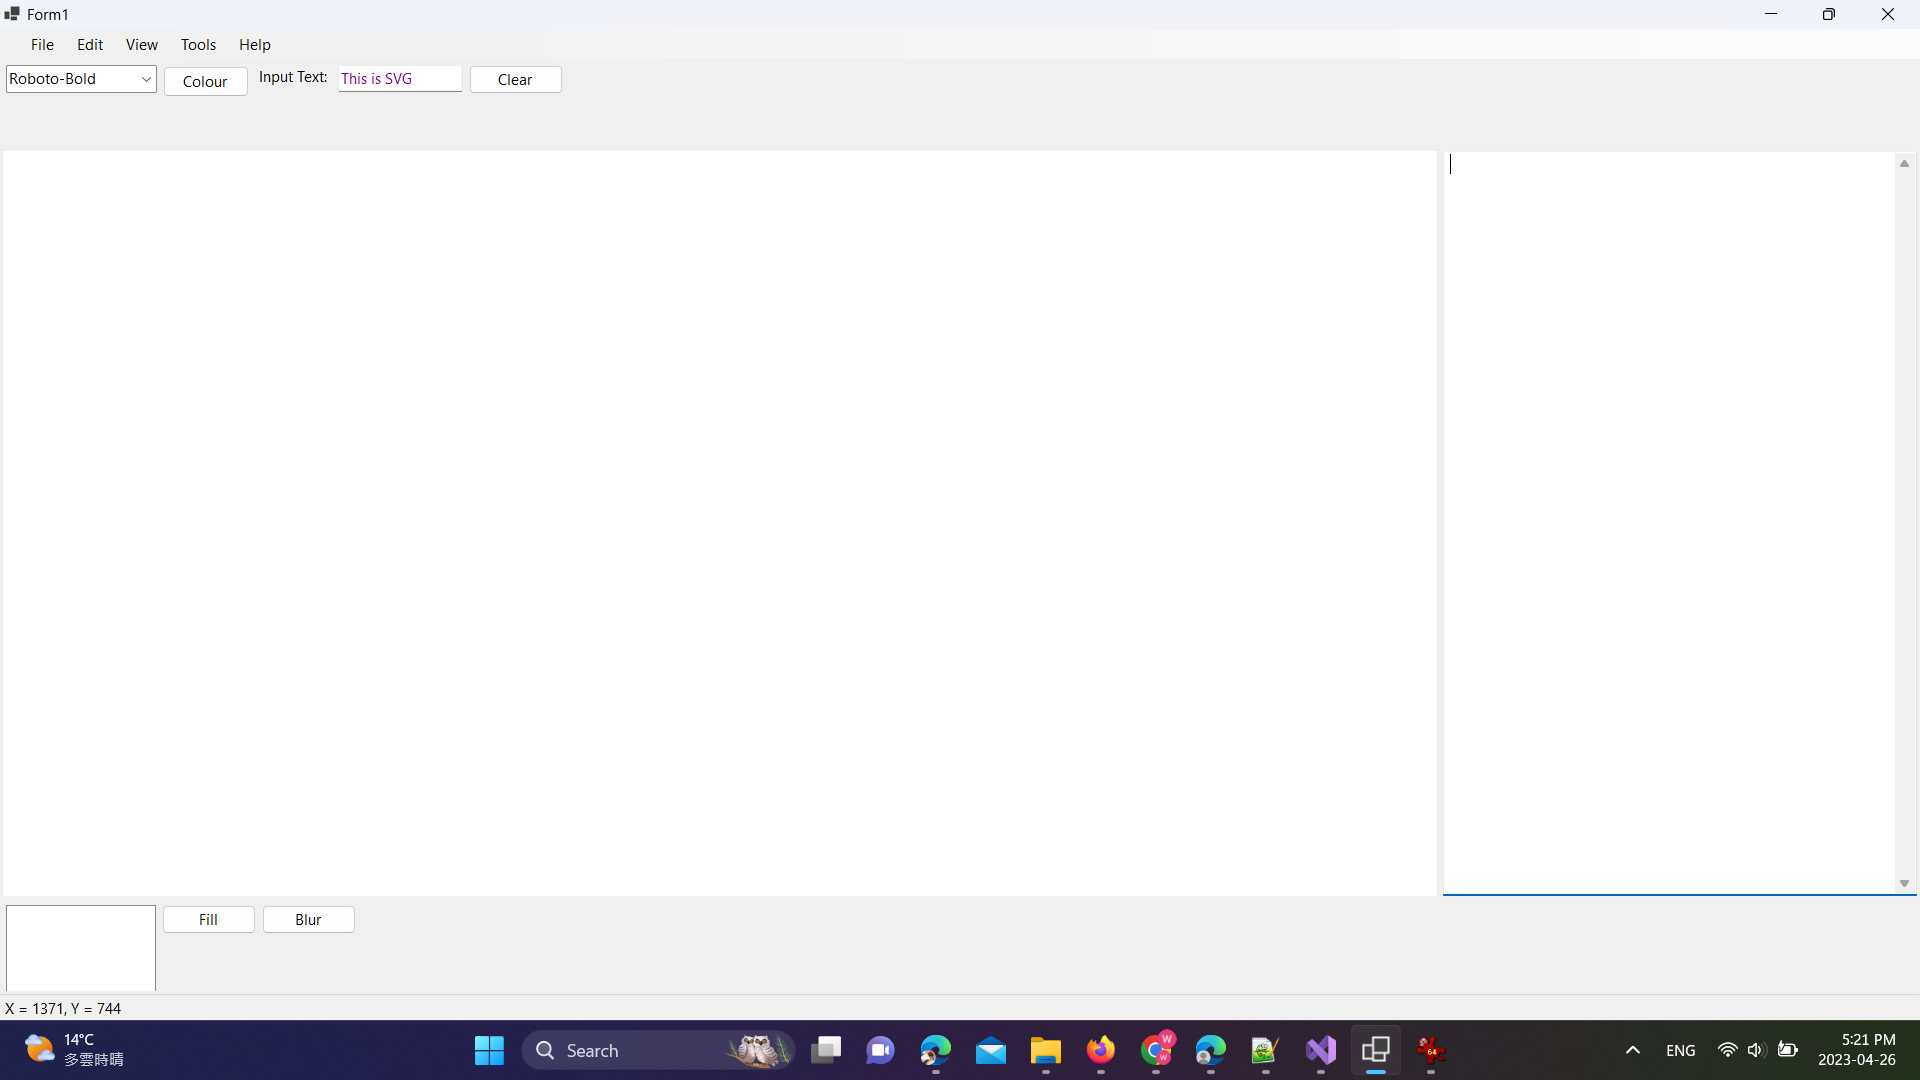 Form1
File Edit View Tools Help
Roboto-Bold Colour Input Text: This is SVG Clear
Fill Blur
X = 1371, Y = 744
14°C
多雲時晴
Search
W
W
64
ENG
5:21 PM
2023-04-26